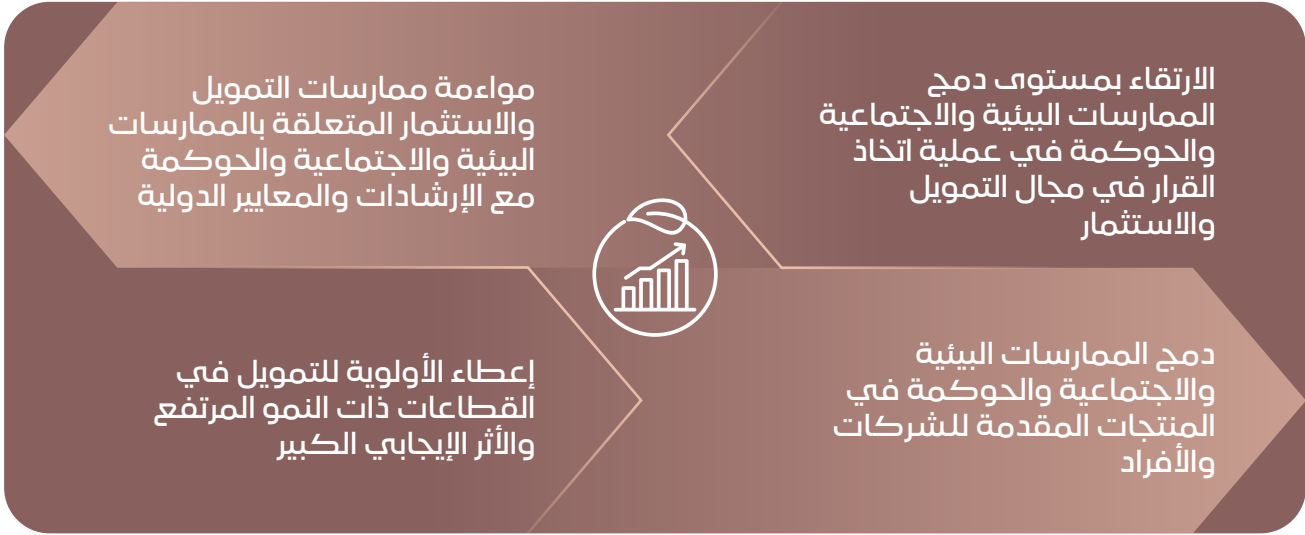 الارتقاء بمستوى دمج
الممارسات البيئية والاجتماعية
والحوكمة في عملية اتخاذ
القرار في مجال التمويل
والاستثمار
مواءمة ممارسات التمويل
والاستثمار المتعلقة بالممارسات
البيئية والاجتماعية والحوكمة
مع الإرشادات والمعايير الدولية
دمج الممارسات البيئية
والاجتماعية والحوكمة في
المنتجات المقدمة للشركات
والأفراد
إعطاء الأولوية للتمويل في
القطاعات ذات النمو المرتفع
والأثر الإيجابي الكبير